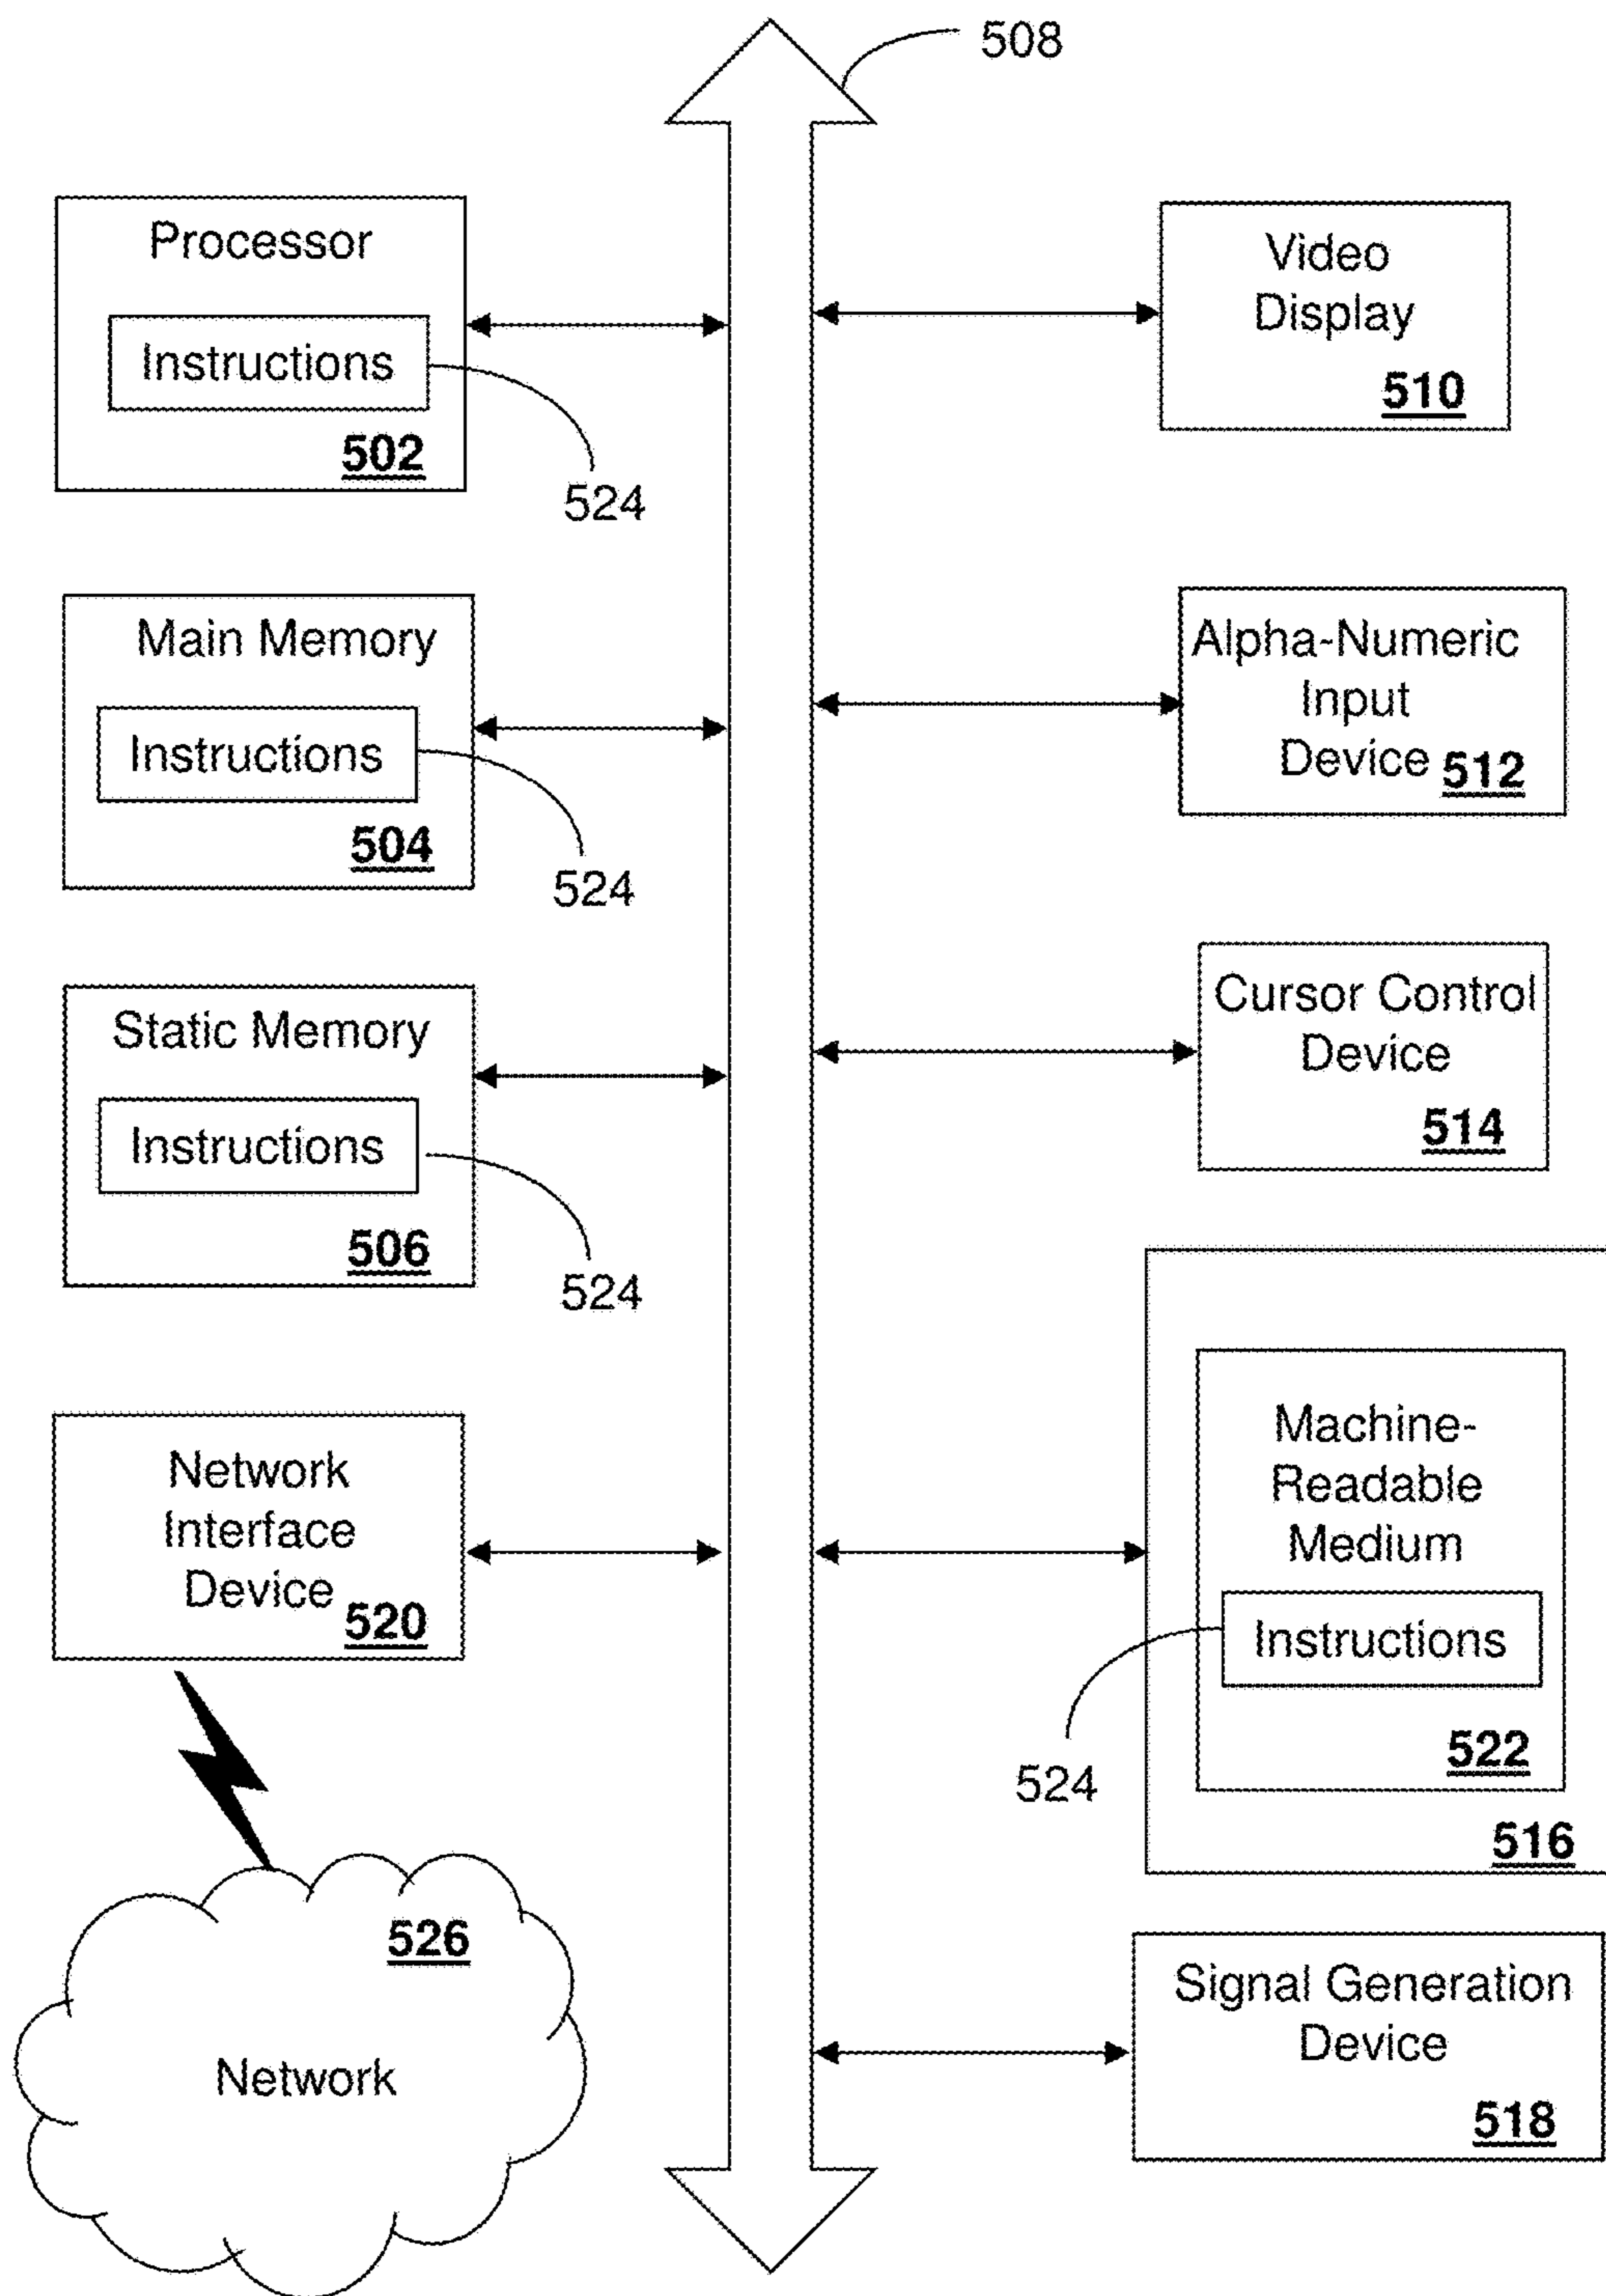 508
Processor
Instructions
502
524
Main Memory
Instructions
504
524
Static Memory
Instructions
506
524
Network
Interface
Device
520
526
Network
Video
Display
510
Alpha-Numeric
Input
Device
512
Cursor Control
Device
514
Machine-
Readable
Medium
Instructions
522
524
516
Signal Generation
Device
518